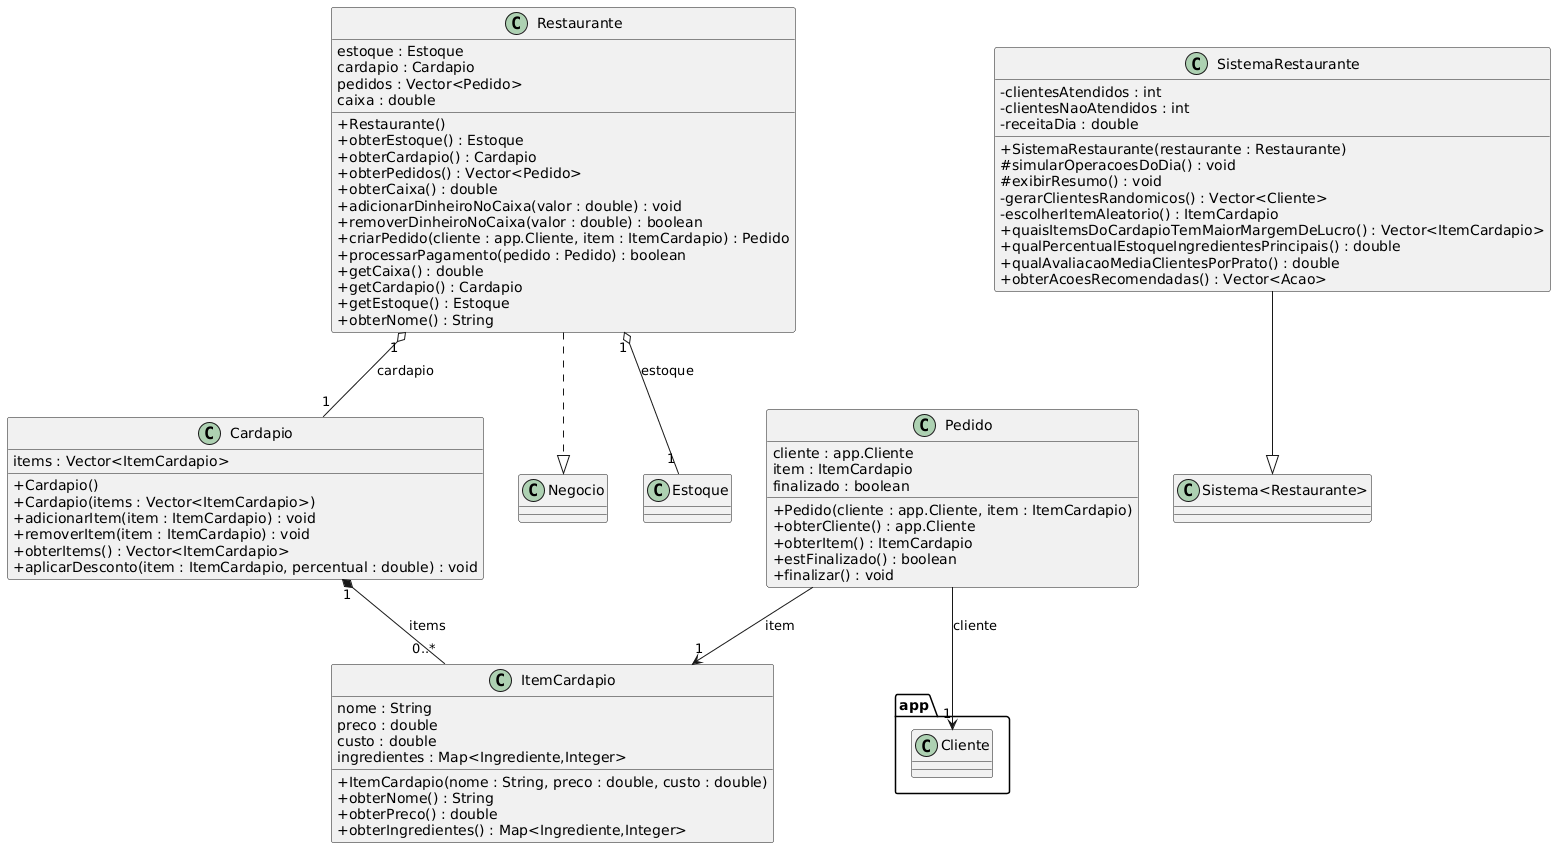 C Restaurante
estoque : Estoque
cardapio : Cardapio
pedidos : Vector<Pedido>
caixa : double
+Restaurante()
+obterEstoque() : Estoque
+obterCardapio() : Cardapio
+obterPedidos() : Vector<Pedido>
+obterCaixa() : double
+adicionarDinheiroNoCaixa(valor : double) : void
+removerDinheiroNoCaixa(valor : double) : boolean
+criarPedido(cliente : app.Cliente, item : ItemCardapio) : Pedido
+processarPagamento(pedido : Pedido) : boolean
+getCaixa() : double
+getCardapio() : Cardapio
+getEstoque() : Estoque
+obterNome() : String
C SistemaRestaurante
-clientesAtendidos : int
-clientesNaoAtendidos : int
-receitaDia : double
+SistemaRestaurante(restaurante : Restaurante)
#simularOperacoesDoDia() : void
#exibirResumo() : void
-gerarClientesRandomicos() : Vector<Cliente>
-escolherItemAleatorio() : ItemCardapio
+quaisItemsDoCardapioTemMaiorMargemDeLucro() : Vector<ItemCardapio>
+qualPercentualEstoqueIngredientesPrincipais() : double
+qualAvaliacaoMediaClientesPorPrato() : double
+obterAcoesRecomendadas() : Vector<Acao>
1
cardapio
1
1
estoque
1
C Cardapio
items : Vector<ItemCardapio>
+Cardapio()
+Cardapio(items : Vector<ItemCardapio>)
+adicionarItem(item : ItemCardapio) : void
+removerItem(item : ItemCardapio) : void
+obterItems() : Vector<ItemCardapio>
+aplicarDesconto(item : ItemCardapio, percentual : double) : void
C Negocio
C Estoque
C Pedido
cliente : app.Cliente
item : ItemCardapio
finalizado : boolean
+Pedido(cliente : app.Cliente, item : ItemCardapio)
+obterCliente() : app.Cliente
+obterItem() : ItemCardapio
+estFinalizado() : boolean
+finalizar() : void
C Sistema<Restaurante>
1
items
0..*
item
1
cliente
1
C ItemCardapio
nome : String
preco : double
custo : double
ingredientes : Map<Ingrediente,Integer>
+ItemCardapio(nome : String, preco : double, custo : double)
+obterNome() : String
+obterPreco() : double
+obterIngredientes() : Map<Ingrediente,Integer>
app
C Cliente